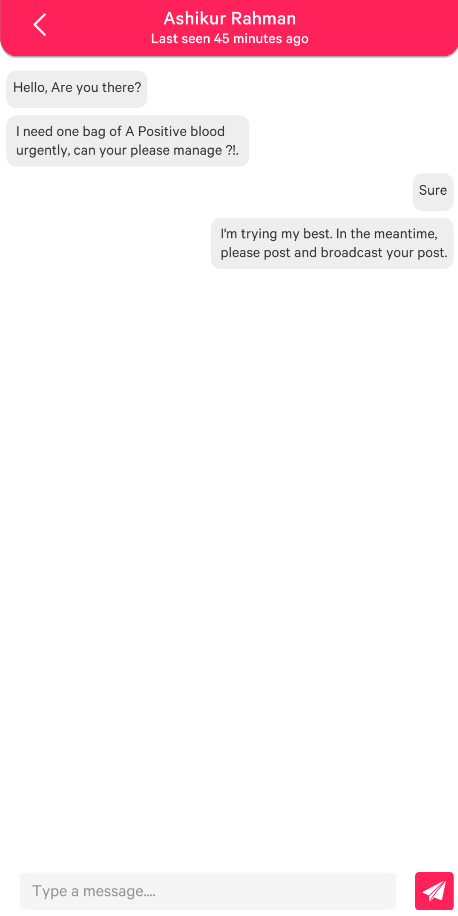 Ashikur Rahman
Last seen 45 minutes ago
Hello, Are you there?
I need one bag of A Positive blood
urgently, can your please manage ?!.
Sure
I'm trying my best. In the meantime,
please post and broadcast your post.
Type a message....